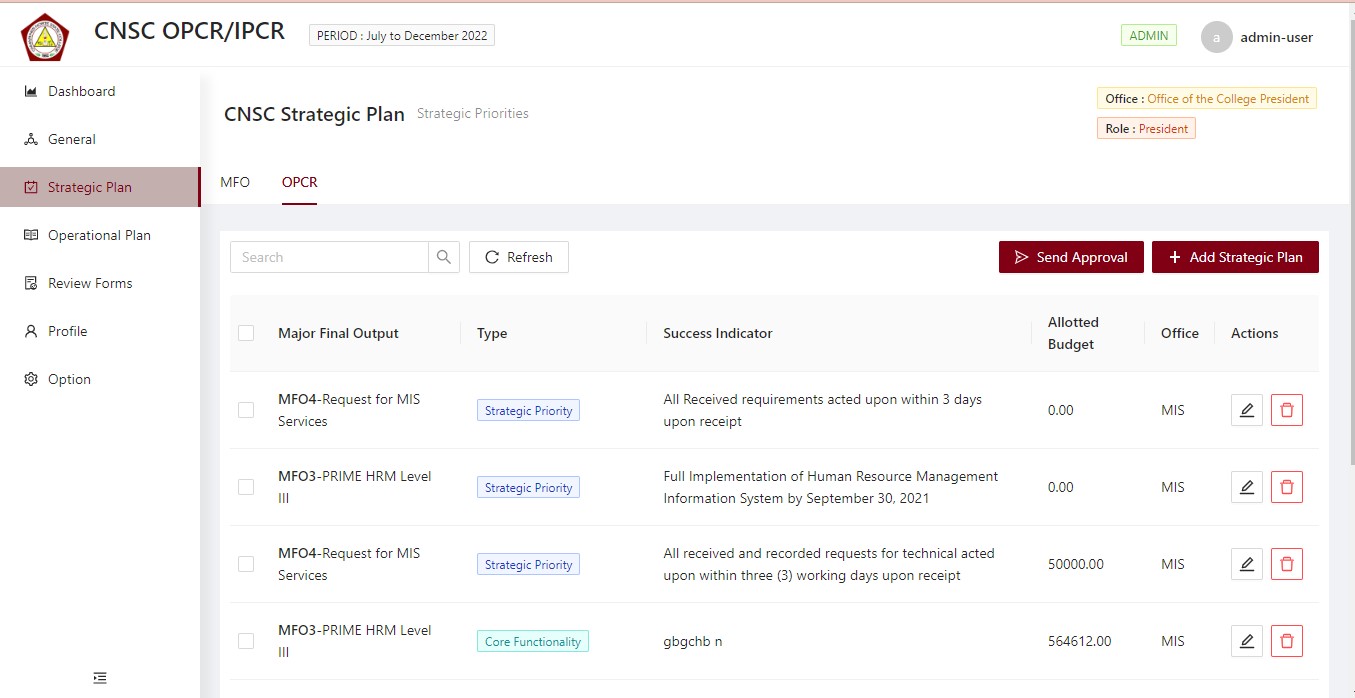 CNSC OPCR/IPCR
PERIOD : July to December 2022
ADMIN
a
admin-user
Dashboard
General
Strategic Plan
Operational Plan
Review Forms
Profile
Option
CNSC Strategic Plan
Strategic Priorities
Office : Office of the College President
Role : President
MFO
OPCR
Search
Refresh
Send Approval
Add Strategic Plan
Major Final Output
Type
Success Indicator
Allotted
Budget
Office
Actions
MFO4-Request for MIS
Services
Strategic Priority
All Received requirements acted upon within 3 days
upon receipt
0.00
MIS
MFO3-PRIME HRM Level
III
Strategic Priority
Full Implementation of Human Resource Management
Information System by September 30, 2021
0.00
MIS
MFO4-Request for MIS
Services
Strategic Priority
All received and recorded requests for technical acted
upon within three (3) working days upon receipt
50000.00
MIS
MFO3-PRIME HRM Level
III
Core Functionality
gbgchb n
564612.00
MIS